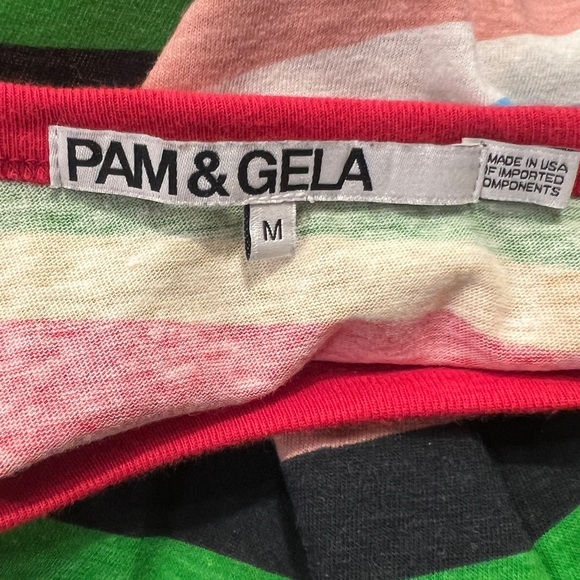 PAM & GELA
MADE IN USA
OF IMPORTED
COMPONENTS
M